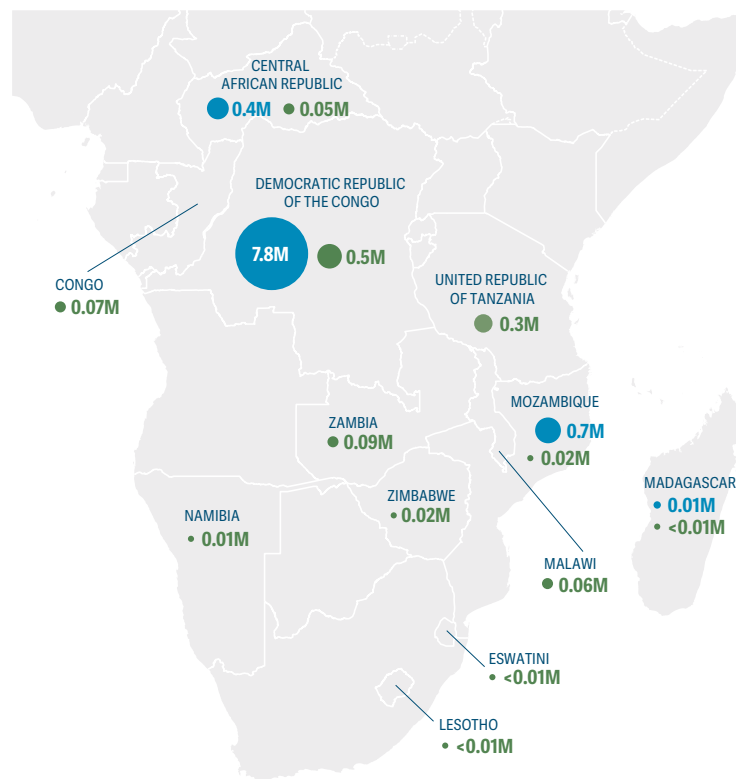 CENTRAL
AFRICAN REPUBLIC
0.4M 0.05M
DEMOCRATIC REPUBLIC
OF THE CONGO
7.8M 0.5M
CONGO
0.07M
UNITED REPUBLIC
OF TANZANIA
0.3M
MOZAMBIQUE
0.7M
0.02M
ZAMBIA
0.09M
MADAGASCAR
0.01M
<0.01M
ZIMBABWE
0.02M
NAMIBIA
0.01M
MALAWI
0.06M
ESWATINI
<0.01M
LESOTHO
<0.01M